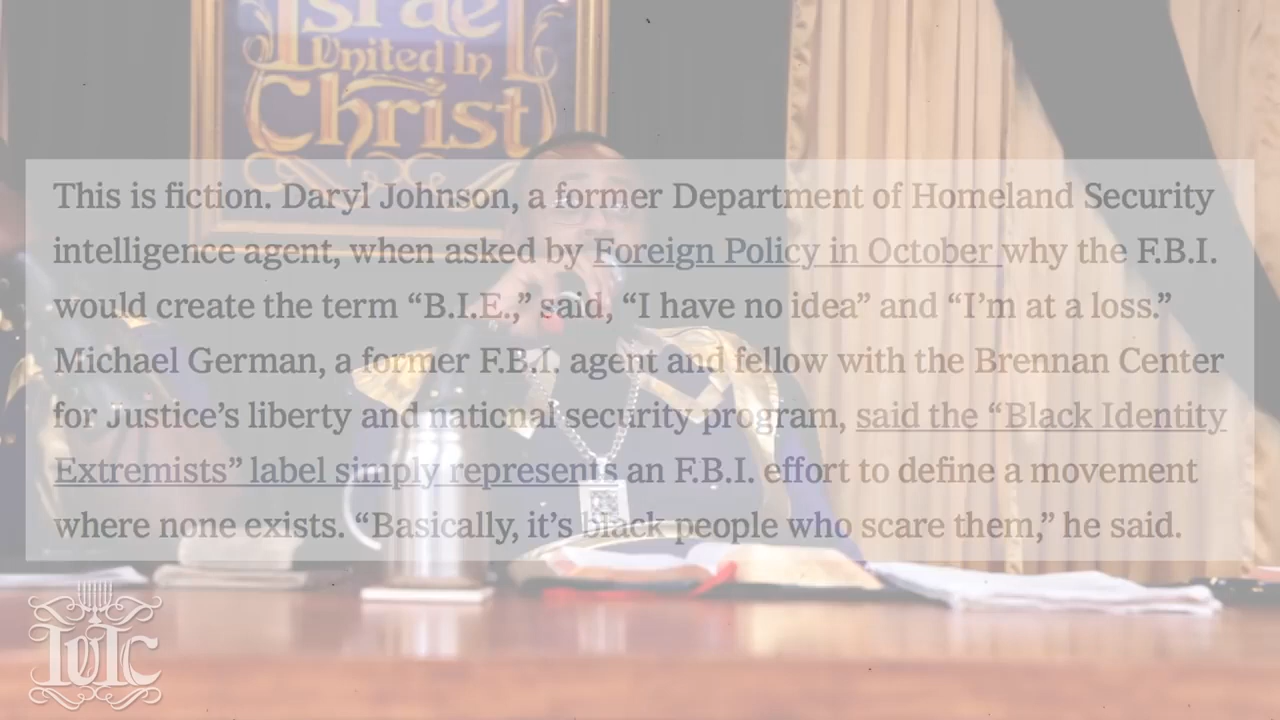 Israel
United In
Christ
This is fiction. Daryl Johnson, a former Department of Homeland Security
intelligence agent, when asked by Foreign Policy in October why the F.B.I.
would create the term “B.I.E.,” said, “I have no idea” and “I’m at a loss.”
Michael German, a former F.B.I. agent and fellow with the Brennan Center
for Justice’s liberty and national security program, said the “Black Identity
Extremists” label simply represents an F.B.I. effort to define a movement
where none exists. “Basically, it’s black people who scare them,” he said.
IUIC